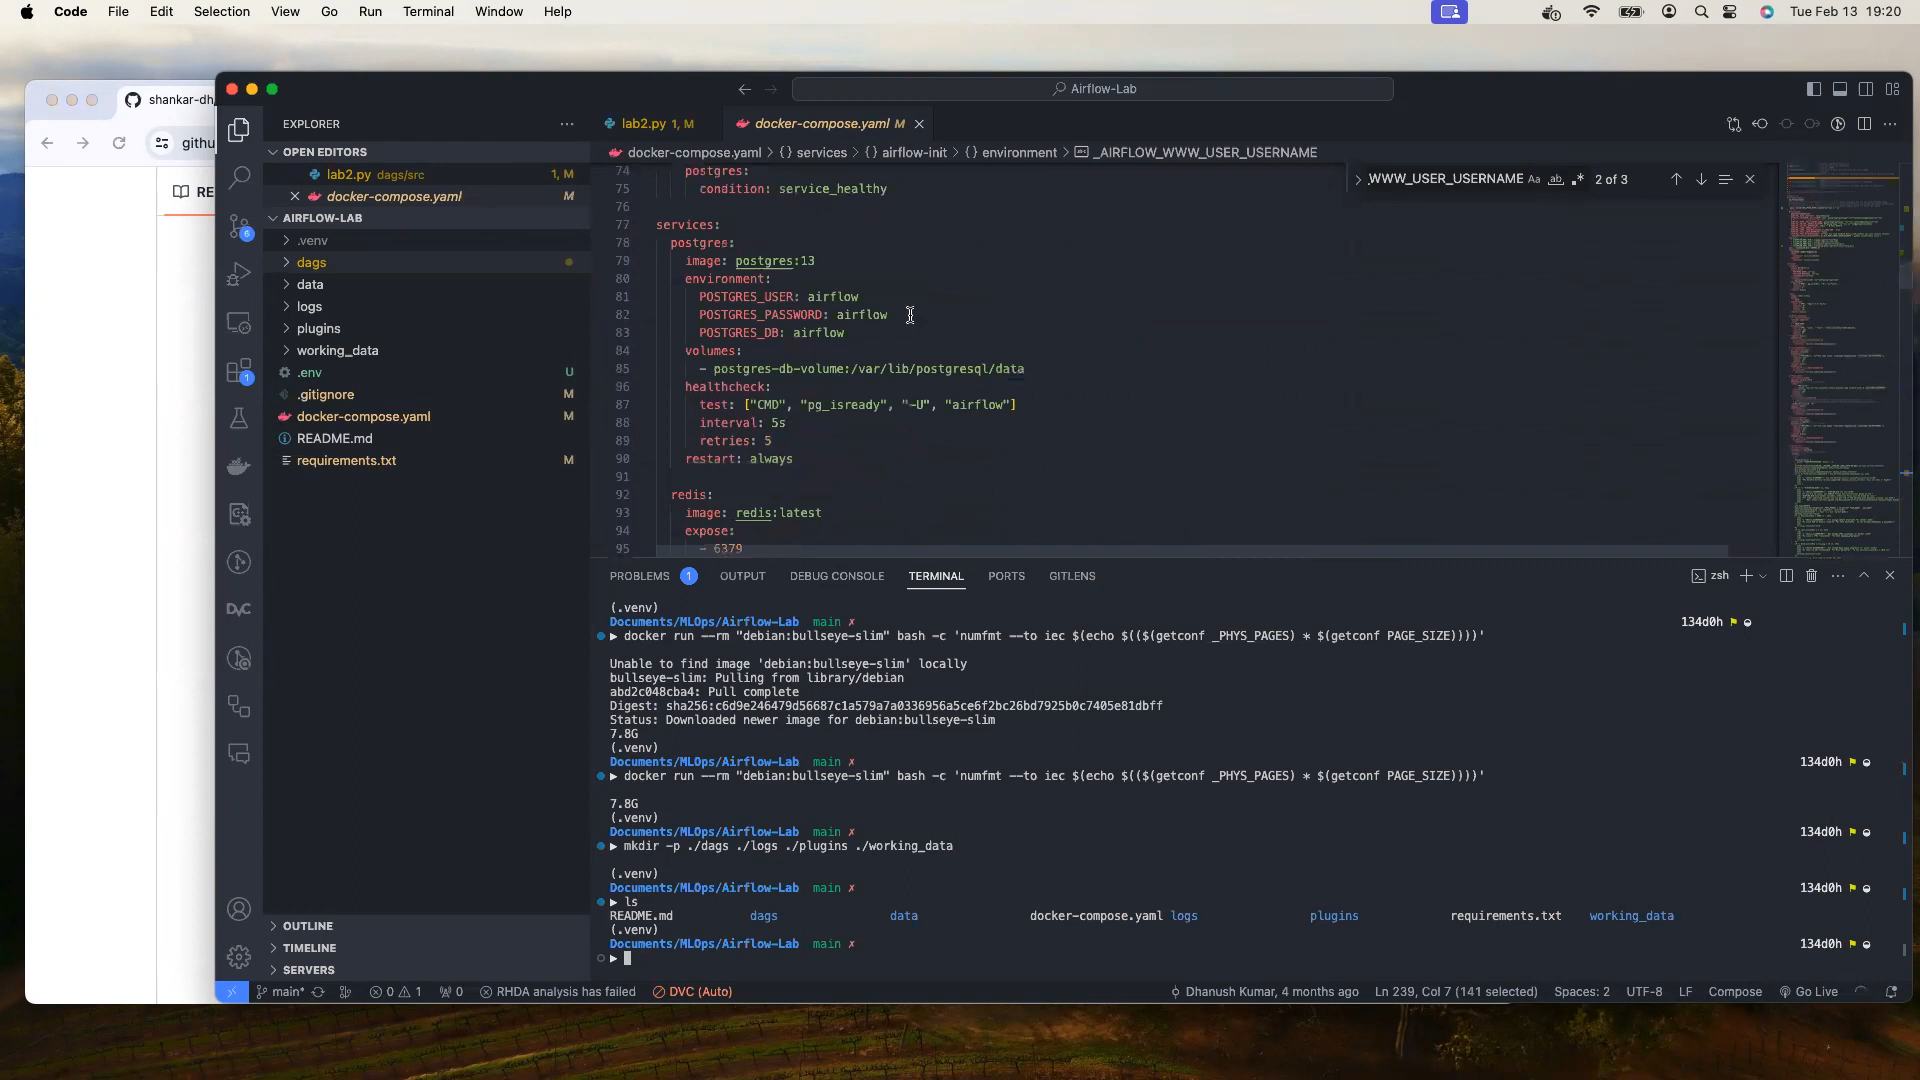 Code File Edit Selection View Go Run Terminal Window Help
Tue Feb 13 19:20
shankar-dh
githu
RE
Airflow-Lab
EXPLORER
OPEN EDITORS
lab2.py dags/src 1, M
docker-compose.yaml M
AIRFLOW-LAB
.venv
dags
data
logs
plugins
working_data
.env U
.gitignore M
docker-compose.yaml M
README.md
requirements.txt M
OUTLINE
TIMELINE
SERVERS
6
1
DVC
lab2.py 1, M
docker-compose.yaml M
docker-compose.yaml > {} services > {} airflow-init > {} environment > _AIRFLOW_WWW_USER_USERNAME
_WWW_USER_USERNAME Aa ab 2 of 3
74 postgres:
75 condition: service_healthy
76
77 services:
78 postgres:
79 image: postgres:13
80 environment:
81 POSTGRES_USER: airflow
82 POSTGRES_PASSWORD: airflow
83 POSTGRES_DB: airflow
84 volumes:
85 - postgres-db-volume:/var/lib/postgresql/data
86 healthcheck:
87 test: ["CMD", "pg_isready", "-U", "airflow"]
88 interval: 5s
89 retries: 5
90 restart: always
91
92 redis:
93 image: redis:latest
94 expose:
95 - 6379
PROBLEMS 1 OUTPUT DEBUG CONSOLE TERMINAL PORTS GITLENS
zsh
(.venv)
Documents/MLOps/Airflow-Lab main ✗ 134d0h
docker run --rm "debian:bullseye-slim" bash -c 'numfmt --to iec $(echo $(($(getconf _PHYS_PAGES) * $(getconf PAGE_SIZE))))'
Unable to find image 'debian:bullseye-slim' locally
bullseye-slim: Pulling from library/debian
abd2c048cba4: Pull complete
Digest: sha256:c6d9e246479d56687c1a579a7a0336956a5ce6f2bc26bd7925b0c7405e81dbff
Status: Downloaded newer image for debian:bullseye-slim
7.8G
(.venv)
Documents/MLOps/Airflow-Lab main ✗ 134d0h
docker run --rm "debian:bullseye-slim" bash -c 'numfmt --to iec $(echo $(($(getconf _PHYS_PAGES) * $(getconf PAGE_SIZE))))'
7.8G
(.venv)
Documents/MLOps/Airflow-Lab main ✗ 134d0h
mkdir -p ./dags ./logs ./plugins ./working_data
(.venv)
Documents/MLOps/Airflow-Lab main ✗ 134d0h
ls
README.md dags data docker-compose.yaml logs plugins requirements.txt working_data
(.venv)
Documents/MLOps/Airflow-Lab main ✗ 134d0h
main* 0 1 0 RHDA analysis has failed DVC (Auto) Dhanush Kumar, 4 months ago Ln 239, Col 7 (141 selected) Spaces: 2 UTF-8 LF Compose Go Live